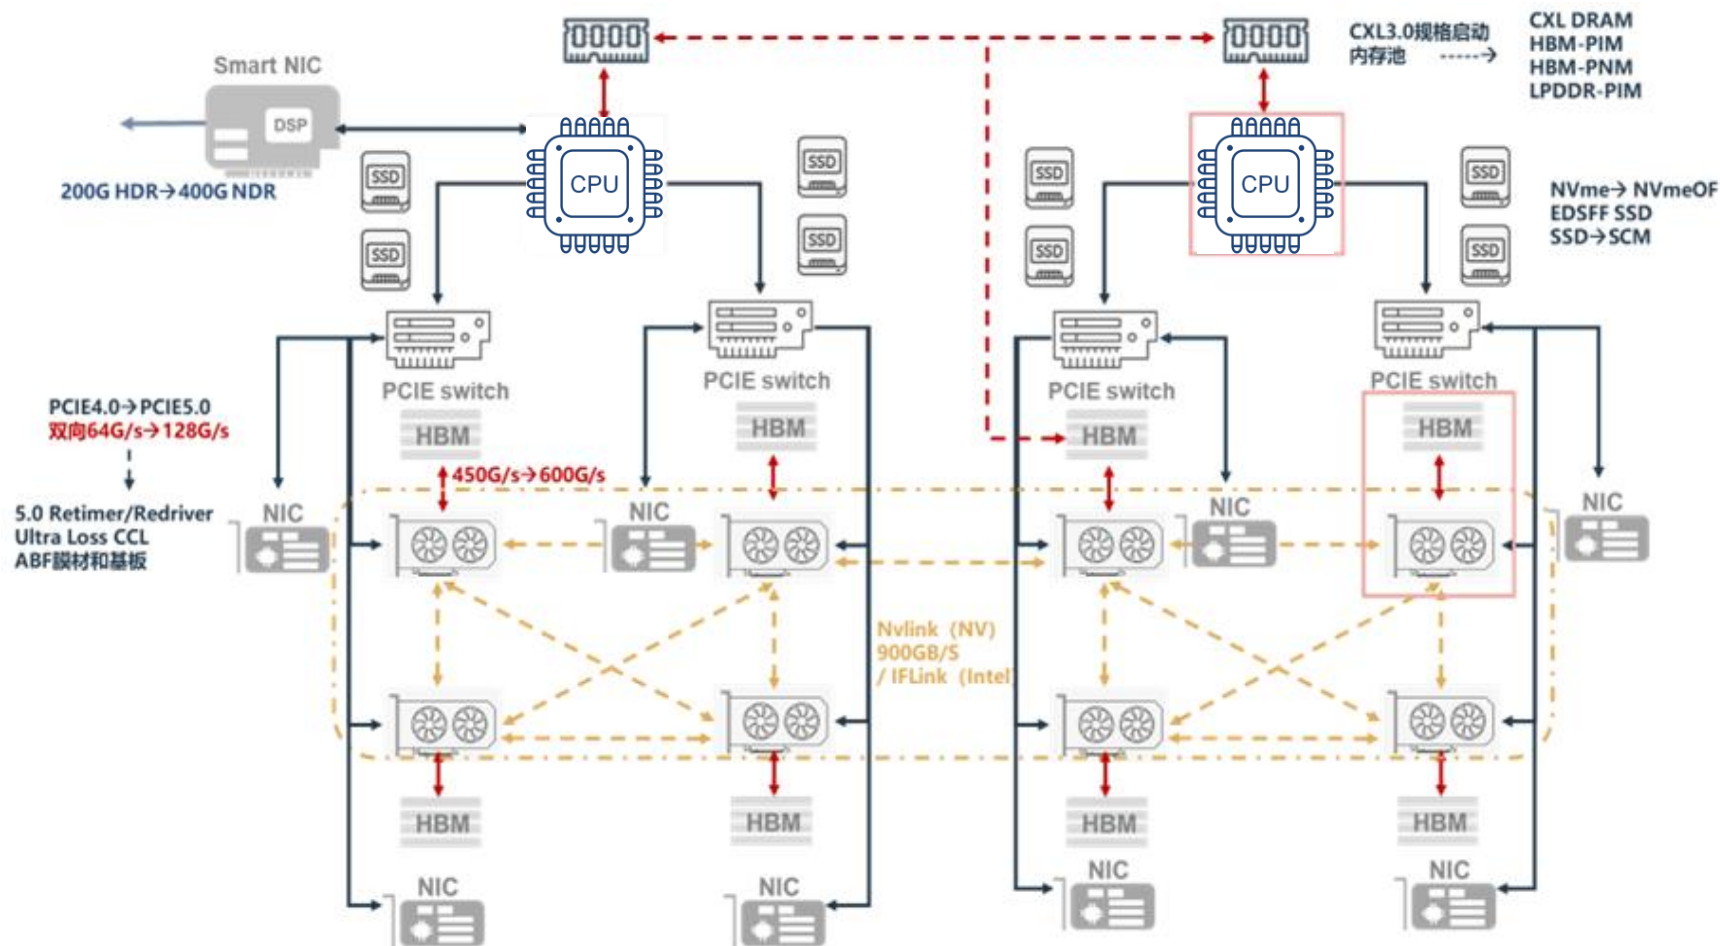 Smart NIC
DSP
200G HDR→400G NDR
CXL3.0规格启动
内存池
CXL DRAM
HBM-PIM
HBM-PNM
LPDDR-PIM
CPU
CPU
SSD
SSD
SSD
SSD
SSD
SSD
SSD
SSD
NVme→ NVmeOF
EDSFF SSD
SSD→SCM
PCIE switch
PCIE switch
PCIE switch
PCIE switch
PCIE4.0→PCIE5.0
双向64G/s→128G/s
5.0 Retimer/Redriver
Ultra Loss CCL
ABF膜材和基板
HBM
HBM
HBM
HBM
450G/s→600G/s
NIC
NIC
NIC
NIC
Nvlink（NV）
900GB/S
/ IFLink（Intel）
HBM
HBM
HBM
HBM
NIC
NIC
NIC
NIC